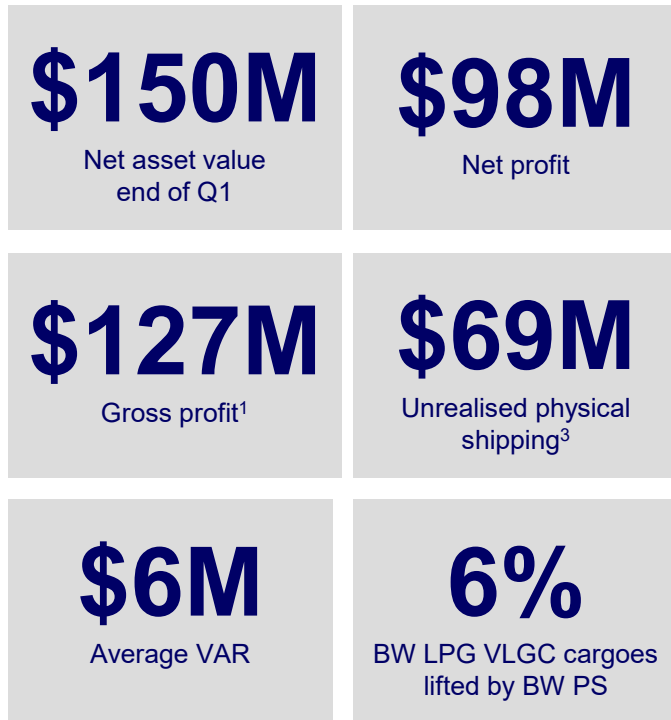 $150M
Net asset value
end of Q1
$98M
Net profit
$127M
Gross profit¹
$69M
Unrealised physical
shipping³
$6M
Average VAR
6%
BW LPG VLGC cargoes
lifted by BW PS